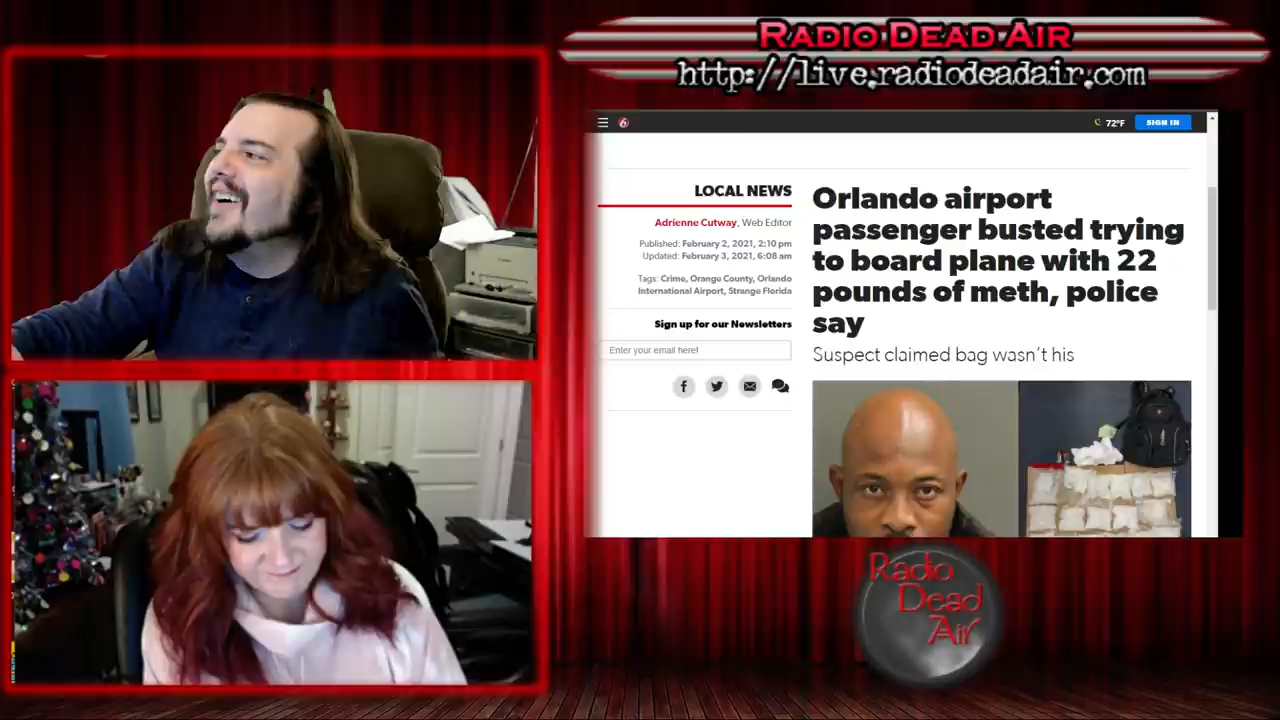 RADIO DEAD AIR
http://live.radiodeadair.com
6
72°F
SIGN IN
LOCAL NEWS
Adrienne Cutway, Web Editor
Published: February 2, 2021, 2:10 pm
Updated: February 3, 2021, 6:08 am
Tags: Crime, Orange County, Orlando
International Airport, Strange Florida
Sign up for our Newsletters
Enter your email here!
Orlando airport
passenger busted trying
to board plane with 22
pounds of meth, police
say
Suspect claimed bag wasn't his
Radio
Dead
Air